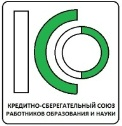 КРЕДИТНО-СБЕРЕГАТЕЛЬНЫЙ СОЮЗ
РАБОТНИКОВ ОБРАЗОВАНИЯ И НАУКИ